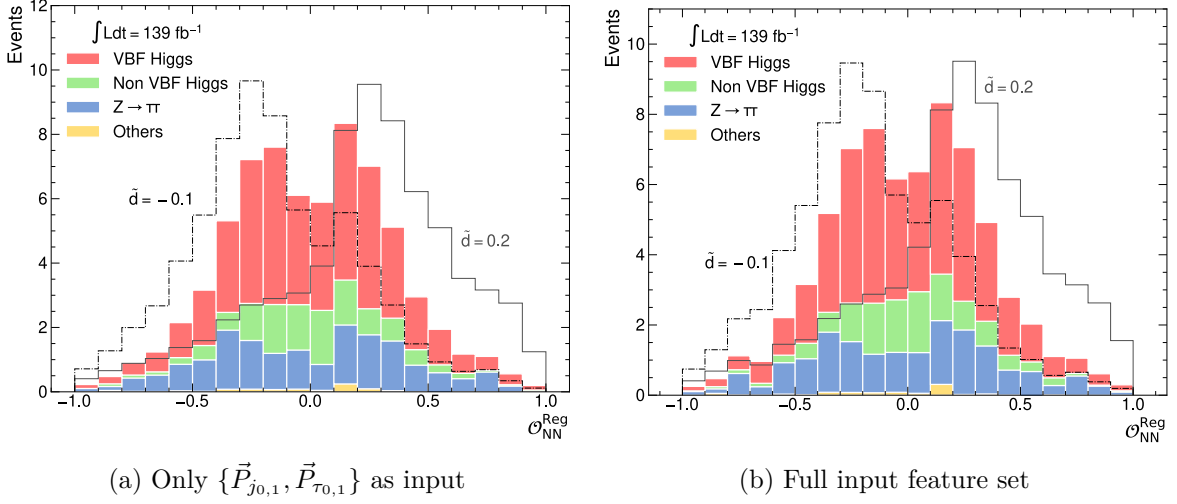 12
10
8
6
4
2
0
Events
∫Ldt = 139 fb⁻¹
VBF Higgs
Non VBF Higgs
Z → ττ
Others
d̃ = −0.1
d̃ = 0.2
−1.0 −0.5 0.0 0.5 1.0
𝒪_NN^Reg
(a) Only {P⃗_{j_{0,1}}, P⃗_{τ_{0,1}}} as input
10
8
6
4
2
0
Events
∫Ldt = 139 fb⁻¹
VBF Higgs
Non VBF Higgs
Z → ττ
Others
d̃ = 0.2
d̃ = −0.1
−1.0 −0.5 0.0 0.5 1.0
𝒪_NN^Reg
(b) Full input feature set